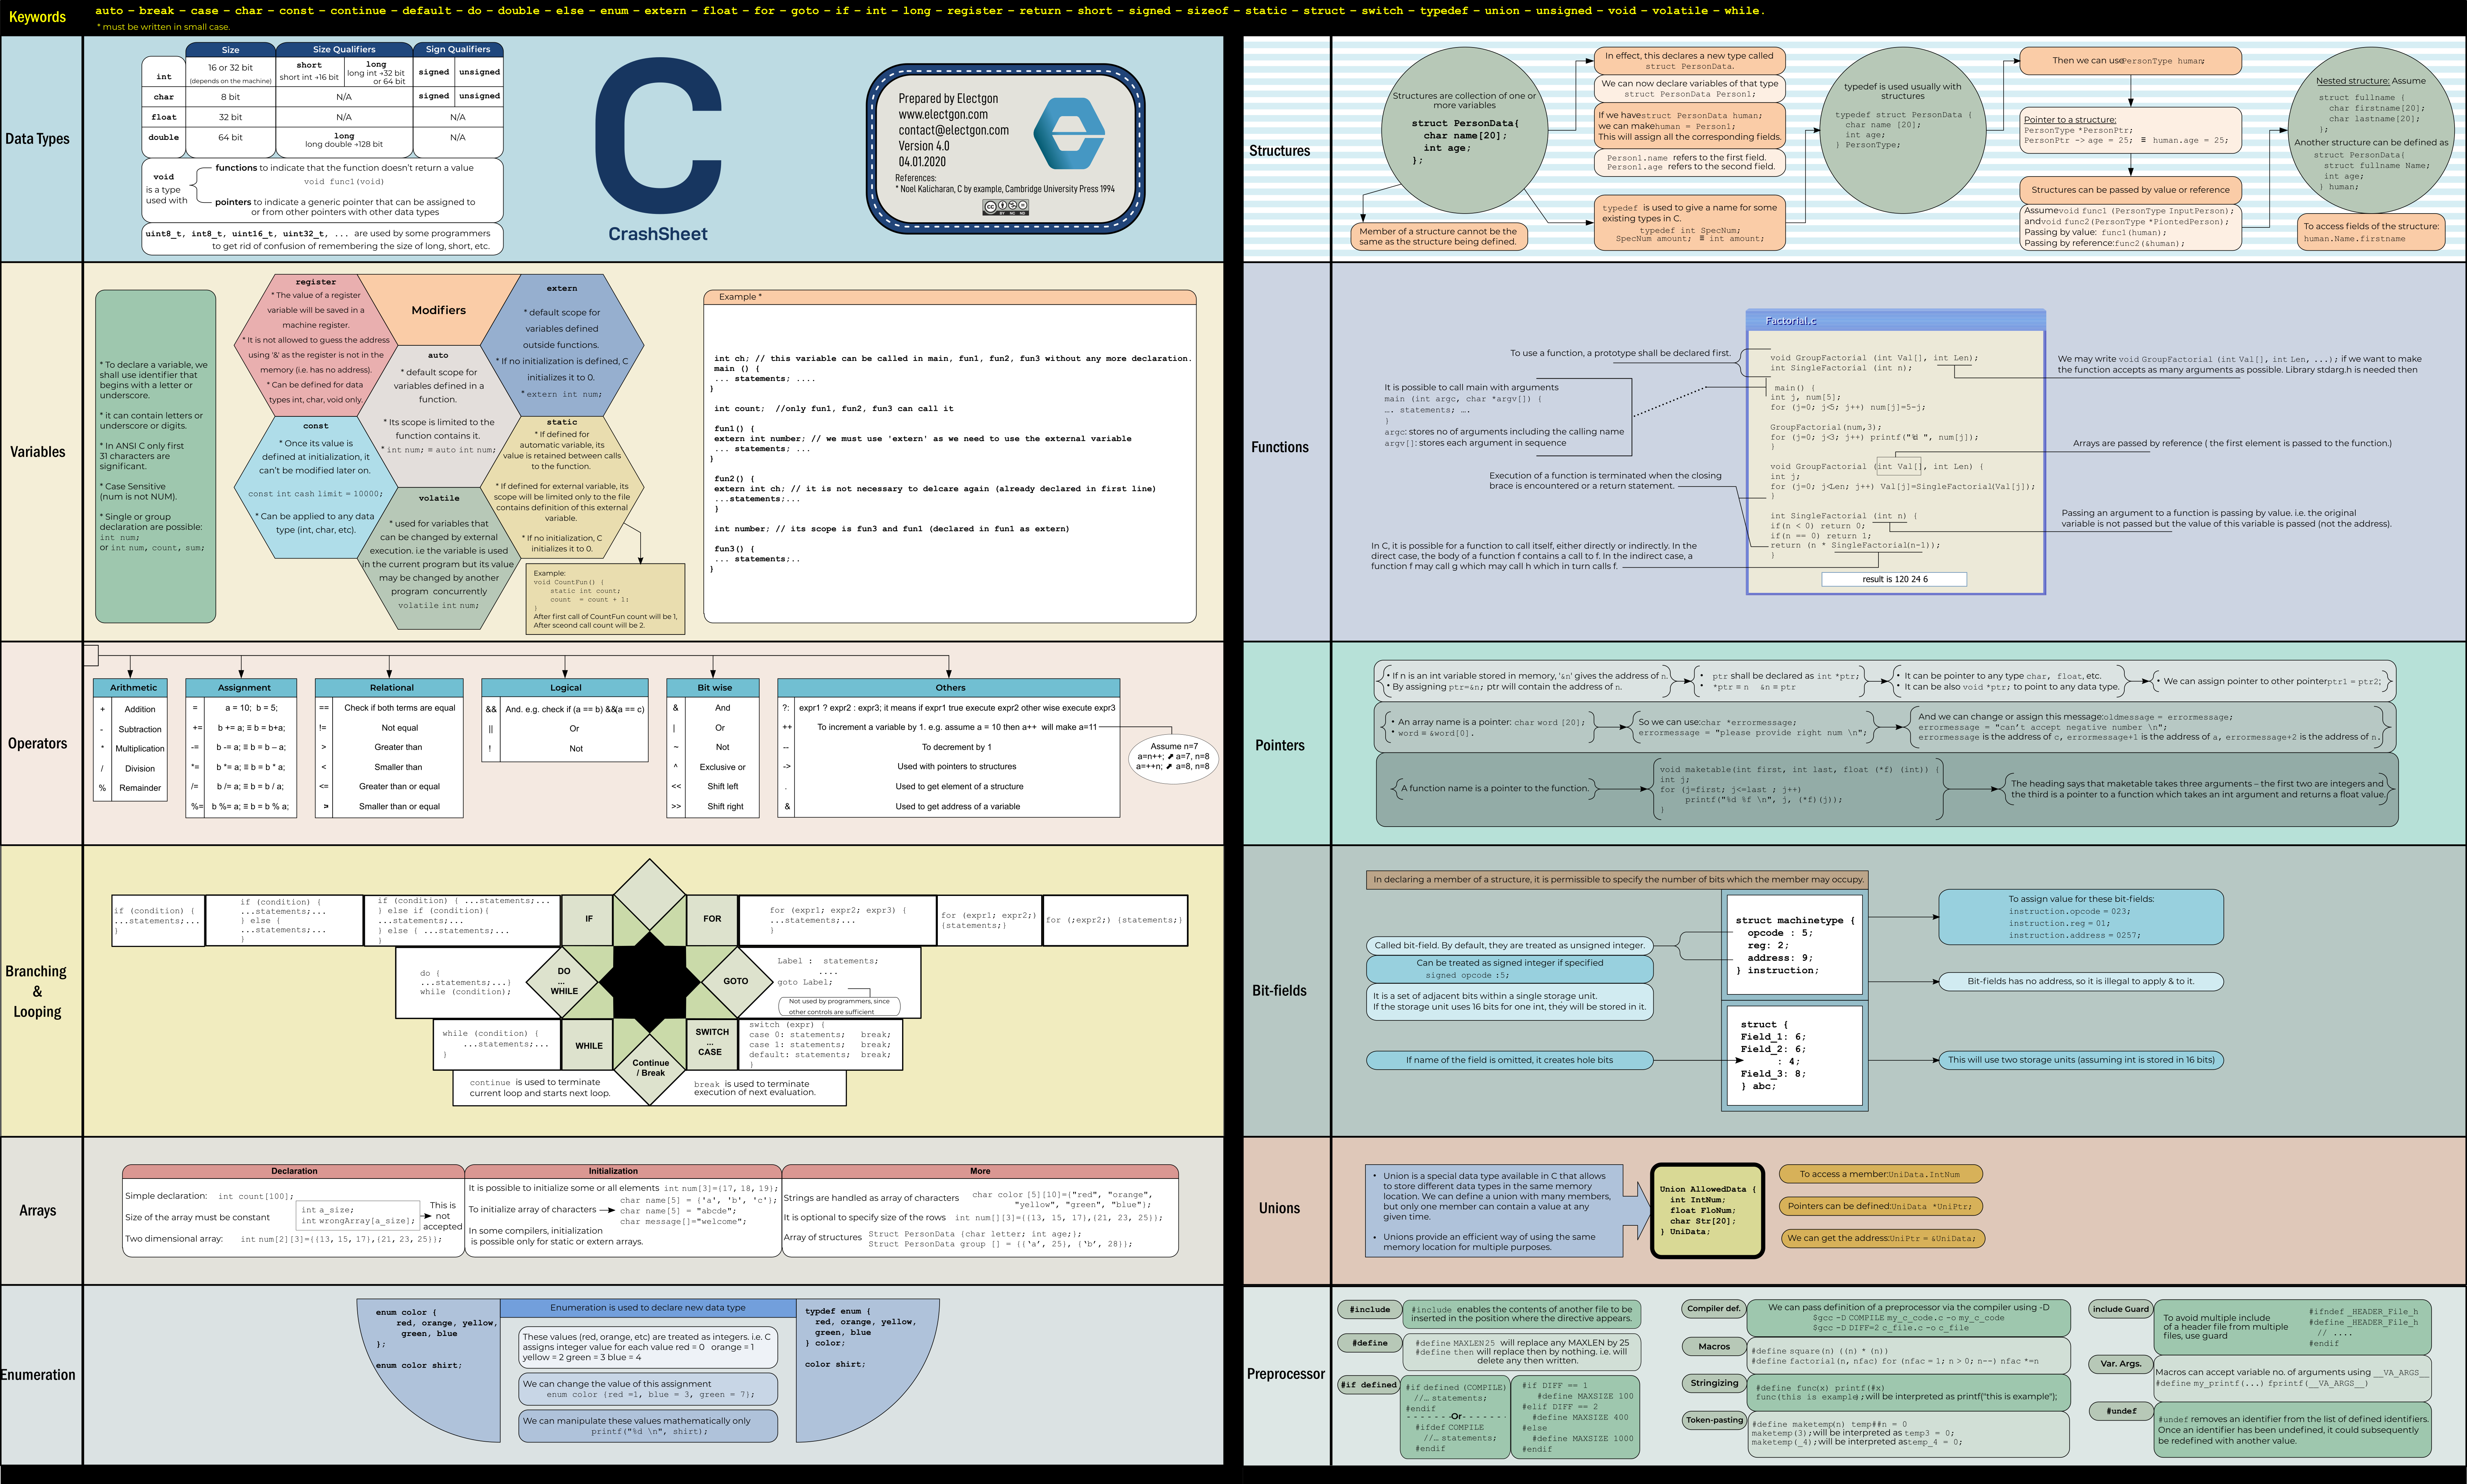 Keywords
auto – break – case – char – const – continue – default – do – double – else – enum – extern – float – for – goto – if – int – long – register – return – short – signed – sizeof – static – struct – switch – typedef – union – unsigned – void – volatile – while.
* must be written in small case.
Data Types
Size
Size Qualifiers
Sign Qualifiers
int
16 or 32 bit
(depends on the machine)
short
short int →16 bit
long
long int →32 bit
or 64 bit
signed
unsigned
char
8 bit
N/A
signed
unsigned
float
32 bit
N/A
N/A
double
64 bit
long
long double →128 bit
N/A
void
is a type
used with
functions to indicate that the function doesn't return a value
void func1(void)
pointers to indicate a generic pointer that can be assigned to
or from other pointers with other data types
uint8_t, int8_t, uint16_t, uint32_t, ... are used by some programmers
to get rid of confusion of remembering the size of long, short, etc.
C
CrashSheet
Prepared by Electgon
www.electgon.com
contact@electgon.com
Version 4.0
04.01.2020
References:
* Noel Kalicharan, C by example, Cambridge University Press 1994
Variables
* To declare a variable, we
shall use identifier that
begins with a letter or
underscore.
* it can contain letters or
underscore or digits.
* In ANSI C only first
31 characters are
significant.
* Case Sensitive
(num is not NUM).
* Single or group
declaration are possible:
int num;
or int num, count, sum;
register
* The value of a register
variable will be saved in a
machine register.
* It is not allowed to guess the address
using '&' as the register is not in the
memory (i.e. has no address).
* Can be defined for data
types int, char, void only.
Modifiers
extern
* default scope for
variables defined
outside functions.
* If no initialization is defined, C
initializes it to 0.
* extern int num;
auto
* default scope for
variables defined in a
function.
* Its scope is limited to the
function contains it.
* int num; ≡ auto int num;
const
* Once its value is
defined at initialization, it
can't be modified later on.
const int cash limit = 10000;
* Can be applied to any data
type (int, char, etc).
static
* If defined for
automatic variable, its
value is retained between calls
to the function.
* If defined for external variable, its
scope will be limited only to the file
contains definition of this external
variable.
* If no initialization, C
initializes it to 0.
volatile
* used for variables that
can be changed by external
execution. i.e the variable is used
in the current program but its value
may be changed by another
program concurrently
volatile int num;
Example:
void CountFun() {
static int count;
count = count + 1;
}
After first call of CountFun count will be 1,
After sceond call count will be 2.
Example *
int ch; // this variable can be called in main, fun1, fun2, fun3 without any more declaration.
main () {
... statements; ....
}
int count; //only fun1, fun2, fun3 can call it
fun1() {
extern int number; // we must use 'extern' as we need to use the external variable
... statements; ...
}
fun2() {
extern int ch; // it is not necessary to delcare again (already declared in first line)
...statements;...
}
int number; // its scope is fun3 and fun1 (declared in fun1 as extern)
fun3() {
... statements;..
}
Operators
Arithmetic
+ Addition
- Subtraction
* Multiplication
/ Division
% Remainder
Assignment
= a = 10; b = 5;
+= b += a; ≡ b = b+a;
-= b -= a; ≡ b = b – a;
*= b *= a; ≡ b = b * a;
/= b /= a; ≡ b = b / a;
%= b %= a; ≡ b = b % a;
Relational
== Check if both terms are equal
!= Not equal
> Greater than
< Smaller than
<= Greater than or equal
> Smaller than or equal
Logical
&& And. e.g. check if (a == b) &&(a == c)
|| Or
! Not
Bit wise
& And
| Or
~ Not
^ Exclusive or
<< Shift left
>> Shift right
Others
?: expr1 ? expr2 : expr3; it means if expr1 true execute expr2 other wise execute expr3
++ To increment a variable by 1. e.g. assume a = 10 then a++ will make a=11
-- To decrement by 1
-> Used with pointers to structures
. Used to get element of a structure
& Used to get address of a variable
Assume n=7
a=n++; a=7, n=8
a=++n; a=8, n=8
Branching
&
Looping
if (condition) {
...statements;...
}
if (condition) {
...statements;...
} else {
...statements;...
}
if (condition) { ...statements;...
} else if (condition){
...statements;...
} else { ...statements;...
}
IF
FOR
for (expr1; expr2; expr3) {
...statements;...
}
for (expr1; expr2;)
{statements;}
for (;expr2;) {statements;}
do {
...statements;...}
while (condition);
DO
...
WHILE
GOTO
Label : statements;
....
goto Label;
Not used by programmers, since
other controls are sufficient
while (condition) {
...statements;...
}
WHILE
SWITCH
...
CASE
switch (expr) {
case 0: statements; break;
case 1: statements; break;
default: statements; break;
}
Continue
/ Break
continue is used to terminate
current loop and starts next loop.
break is used to terminate
execution of next evaluation.
Arrays
Declaration
Simple declaration: int count[100];
Size of the array must be constant
int a_size;
int wrongArray[a_size];
This is
not
accepted
Two dimensional array: int num[2][3]={{13, 15, 17},{21, 23, 25}};
Initialization
It is possible to initialize some or all elements int num[3]={17, 18, 19};
To initialize array of characters
char name[5] = {'a', 'b', 'c'};
char name[5] = "abcde";
char message[]="welcome";
In some compilers, initialization
is possible only for static or extern arrays.
More
Strings are handled as array of characters char color [5][10]={"red", "orange",
"yellow", "green", "blue"};
It is optional to specify size of the rows int num[][3]={{13, 15, 17},{21, 23, 25}};
Array of structures Struct PersonData {char letter; int age;};
Struct PersonData group [] = {{'a', 25}, {'b', 28}};
Enumeration
enum color {
red, orange, yellow,
green, blue
};
enum color shirt;
Enumeration is used to declare new data type
These values (red, orange, etc) are treated as integers. i.e. C
assigns integer value for each value red = 0 orange = 1
yellow = 2 green = 3 blue = 4
We can change the value of this assignment
enum color {red =1, blue = 3, green = 7};
We can manipulate these values mathematically only
printf("%d \n", shirt);
typdef enum {
red, orange, yellow,
green, blue
} color;
color shirt;
Structures
Structures are collection of one or
more variables
struct PersonData{
char name[20];
int age;
};
Member of a structure cannot be the
same as the structure being defined.
In effect, this declares a new type called
struct PersonData.
We can now declare variables of that type
struct PersonData Person1;
If we have struct PersonData human;
we can make human = Person1;
This will assign all the corresponding fields.
Person1.name refers to the first field.
Person1.age refers to the second field.
typedef is used to give a name for some
existing types in C.
typedef int SpecNum;
SpecNum amount; ≡ int amount;
typedef is used usually with
structures
typedef struct PersonData {
char name [20];
int age;
} PersonType;
Then we can use PersonType human;
Pointer to a structure:
PersonType *PersonPtr;
PersonPtr -> age = 25; ≡ human.age = 25;
Structures can be passed by value or reference
Assume void func1 (PersonType InputPerson);
and void func2(PersonType *PiontedPerson);
Passing by value: func1(human);
Passing by reference: func2(&human);
Nested structure: Assume
struct fullname {
char firstname[20];
char lastname[20];
};
Another structure can be defined as
struct PersonData{
struct fullname Name;
int age;
} human;
To access fields of the structure:
human.Name.firstname
Functions
To use a function, a prototype shall be declared first.
It is possible to call main with arguments
main (int argc, char *argv[]) {
.... statements; ....
}
argc: stores no of arguments including the calling name
argv[]: stores each argument in sequence
Execution of a function is terminated when the closing
brace is encountered or a return statement.
In C, it is possible for a function to call itself, either directly or indirectly. In the
direct case, the body of a function f contains a call to f. In the indirect case, a
function f may call g which may call h which in turn calls f.
Factorial.c
void GroupFactorial (int Val[], int Len);
int SingleFactorial (int n);
main() {
int j, num[5];
for (j=0; j<5; j++) num[j]=5-j;
GroupFactorial(num,3);
for (j=0; j<3; j++) printf("%d ", num[j]);
}
void GroupFactorial (int Val[], int Len) {
int j;
for (j=0; j<Len; j++) Val[j]=SingleFactorial(Val[j]);
}
int SingleFactorial (int n) {
if(n < 0) return 0;
if(n == 0) return 1;
return (n * SingleFactorial(n-1));
}
result is 120 24 6
We may write void GroupFactorial (int Val[], int Len, ...); if we want to make
the function accepts as many arguments as possible. Library stdarg.h is needed then
Arrays are passed by reference ( the first element is passed to the function.)
Passing an argument to a function is passing by value. i.e. the original
variable is not passed but the value of this variable is passed (not the address).
Pointers
• If n is an int variable stored in memory, '&n' gives the address of n.
• By assigning ptr=&n; ptr will contain the address of n.
• ptr shall be declared as int *ptr;
• *ptr ≡ n &n ≡ ptr
• It can be pointer to any type char, float, etc.
• It can be also void *ptr; to point to any data type.
• We can assign pointer to other pointer ptr1 = ptr2;
• An array name is a pointer: char word [20];
• word ≡ &word[0].
So we can use: char *errormessage;
errormessage = "please provide right num \n";
And we can change or assign this message: oldmessage = errormessage;
errormessage = "can't accept negative number \n";
errormessage is the address of c, errormessage+1 is the address of a, errormessage+2 is the address of n.
A function name is a pointer to the function.
void maketable(int first, int last, float (*f) (int)) {
int j;
for (j=first; j<=last ; j++)
printf("%d %f \n", j, (*f)(j));
}
The heading says that maketable takes three arguments – the first two are integers and
the third is a pointer to a function which takes an int argument and returns a float value.
Bit-fields
In declaring a member of a structure, it is permissible to specify the number of bits which the member may occupy.
Called bit-field. By default, they are treated as unsigned integer.
Can be treated as signed integer if specified
signed opcode :5;
It is a set of adjacent bits within a single storage unit.
If the storage unit uses 16 bits for one int, they will be stored in it.
If name of the field is omitted, it creates hole bits
struct machinetype {
opcode : 5;
reg: 2;
address: 9;
} instruction;
struct {
Field_1: 6;
Field_2: 6;
: 4;
Field_3: 8;
} abc;
To assign value for these bit-fields:
instruction.opcode = 023;
instruction.reg = 01;
instruction.address = 0257;
Bit-fields has no address, so it is illegal to apply & to it.
This will use two storage units (assuming int is stored in 16 bits)
Unions
• Union is a special data type available in C that allows
to store different data types in the same memory
location. We can define a union with many members,
but only one member can contain a value at any
given time.
• Unions provide an efficient way of using the same
memory location for multiple purposes.
Union AllowedData {
int IntNum;
float FloNum;
char Str[20];
} UniData;
To access a member: UniData.IntNum
Pointers can be defined: UniData *UniPtr;
We can get the address: UniPtr = &UniData;
Preprocessor
#include
#include enables the contents of another file to be
inserted in the position where the directive appears.
#define
#define MAXLEN25 will replace any MAXLEN by 25
#define then will replace then by nothing. i.e. will
delete any then written.
#if defined
#if defined (COMPILE)
//… statements;
#endif
Or
#ifdef COMPILE
//… statements;
#endif
#if DIFF == 1
#define MAXSIZE 100
#elif DIFF == 2
#define MAXSIZE 400
#else
#define MAXSIZE 1000
#endif
Compiler def.
We can pass definition of a preprocessor via the compiler using -D
$gcc -D COMPILE my_c_code.c -o my_c_code
$gcc -D DIFF=2 c_file.c -o c_file
Macros
#define square(n) ((n) * (n))
#define factorial(n, nfac) for (nfac = 1; n > 0; n--) nfac *=n
Stringizing
#define func(x) printf(#x)
func(this is example); will be interpreted as printf("this is example");
Token-pasting
#define maketemp(n) temp##n = 0
maketemp(3); will be interpreted as temp3 = 0;
maketemp(_4); will be interpreted as temp_4 = 0;
include Guard
To avoid multiple include
of a header file from multiple
files, use guard
#ifndef _HEADER_File_h
#define _HEADER_File_h
// ....
#endif
Var. Args.
Macros can accept variable no. of arguments using __VA_ARGS__
#define my_printf(...) fprintf(__VA_ARGS__)
#undef
#undef removes an identifier from the list of defined identifiers.
Once an identifier has been undefined, it could subsequently
be redefined with another value.